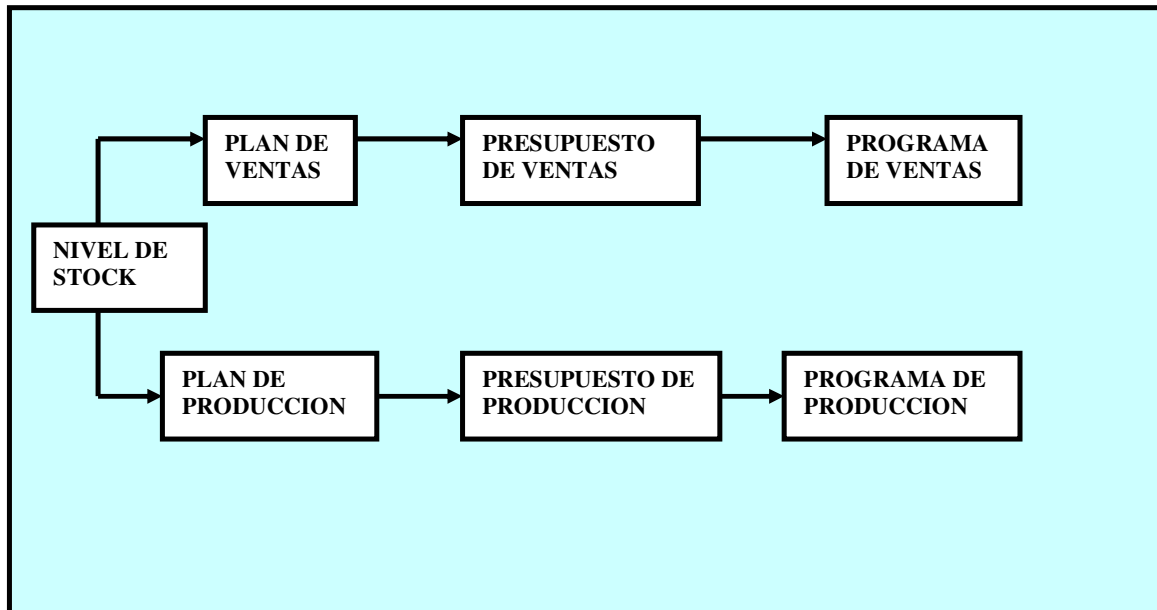 PLAN DE
VENTAS
PRESUPUESTO
DE VENTAS
PROGRAMA
DE VENTAS
NIVEL DE
STOCK
PLAN DE
PRODUCCION
PRESUPUESTO DE
PRODUCCION
PROGRAMA DE
PRODUCCION